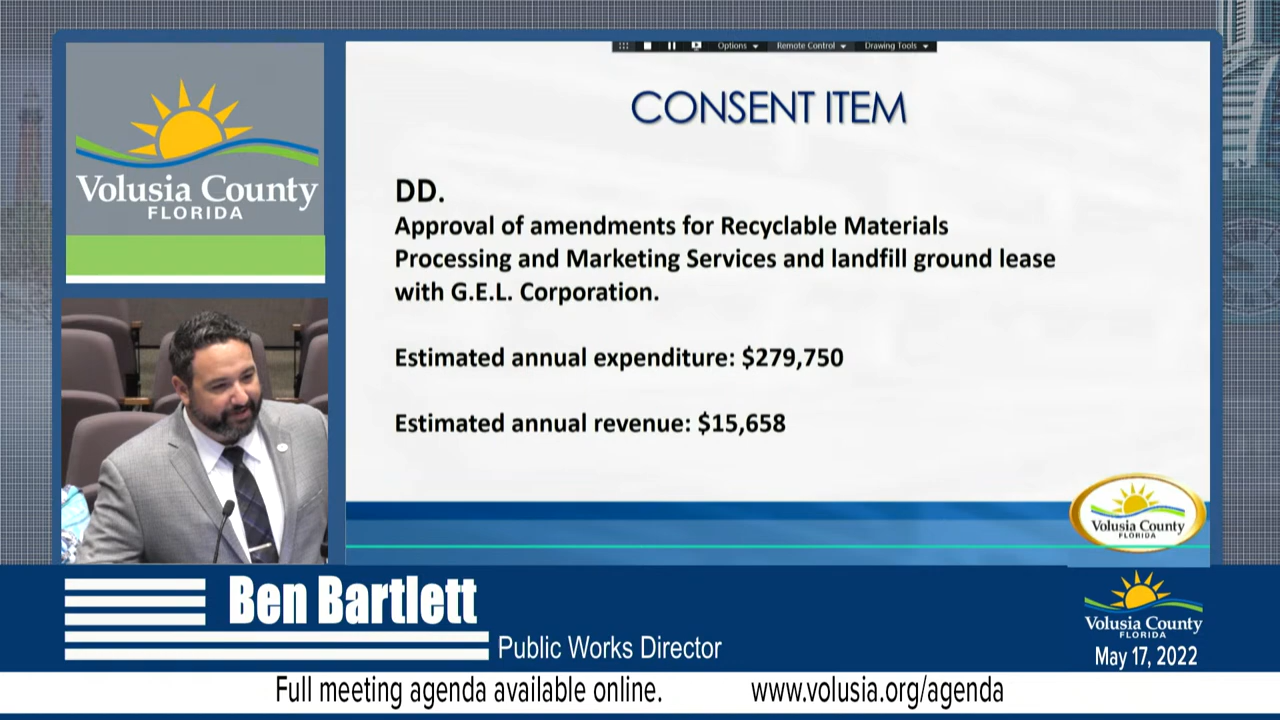 Options
Remote Control
Drawing Tools
Volusia County
FLORIDA
CONSENT ITEM
DD.
Approval of amendments for Recyclable Materials
Processing and Marketing Services and landfill ground lease
with G.E.L. Corporation.
Estimated annual expenditure: $279,750
Estimated annual revenue: $15,658
Volusia County
FLORIDA
Ben Bartlett
Public Works Director
Volusia County
FLORIDA
May 17, 2022
Full meeting agenda available online.
www.volusia.org/agenda